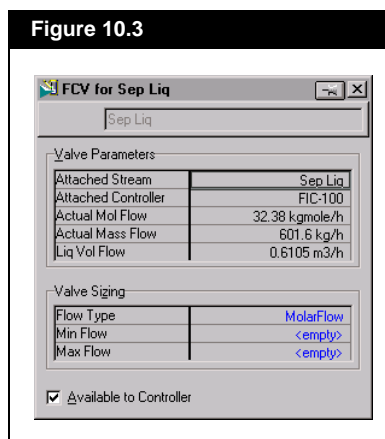 Figure 10.3
FCV for Sep Liq
Sep Liq
Valve Parameters
Attached Stream Sep Liq
Attached Controller FIC-100
Actual Mol Flow 32.38 kgmole/h
Actual Mass Flow 601.6 kg/h
Liq Vol Flow 0.6105 m3/h
Valve Sizing
Flow Type MolarFlow
Min Flow <empty>
Max Flow <empty>
Available to Controller